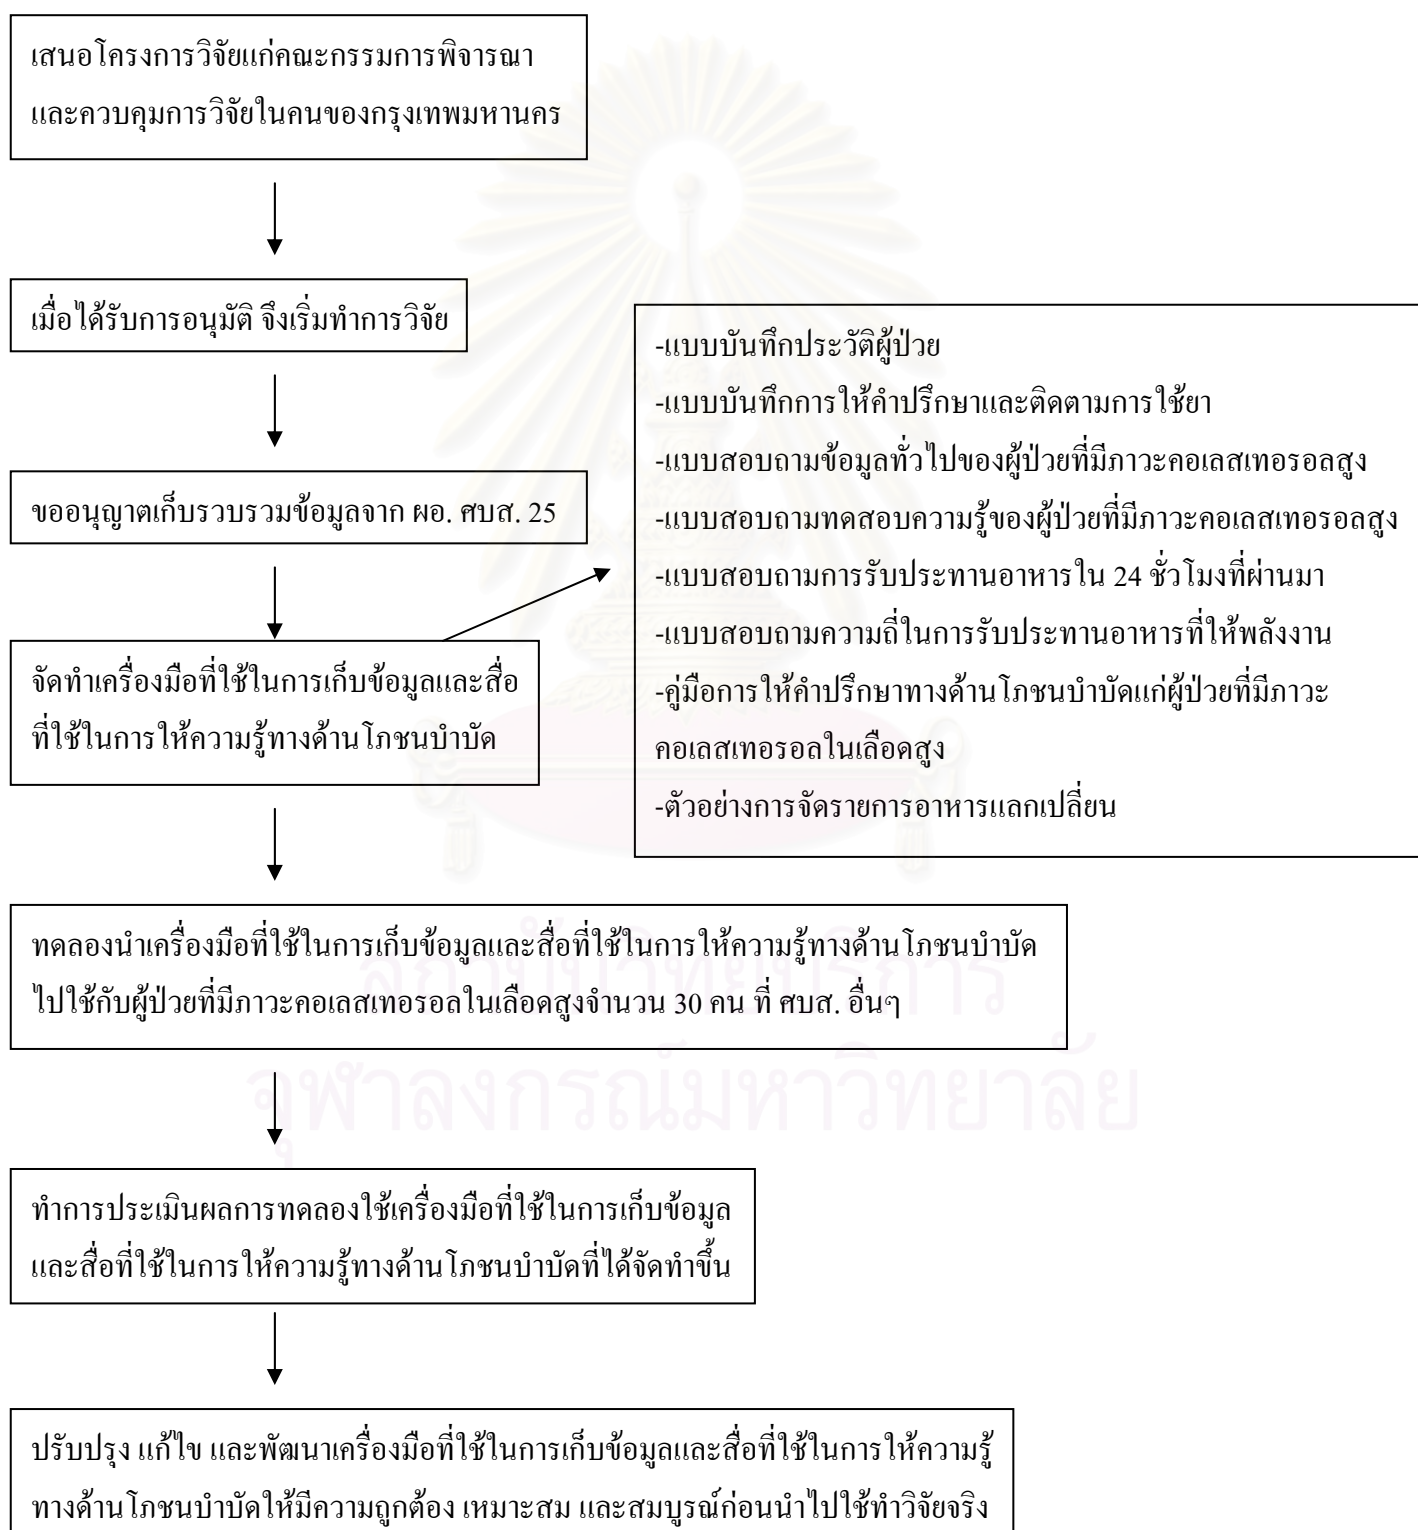 เสนอโครงการวิจัยแก่คณะกรรมการพิจารณา
และควบคุมการวิจัยในคนของกรุงเทพมหานคร
เมื่อได้รับการอนุมัติ จึงเริ่มทำการวิจัย
ขออนุญาตเก็บรวบรวมข้อมูลจาก ผอ. ศบส. 25
จัดทำเครื่องมือที่ใช้ในการเก็บข้อมูลและสื่อ
ที่ใช้ในการให้ความรู้ทางด้านโภชนบำบัด
-แบบบันทึกประวัติผู้ป่วย
-แบบบันทึกการให้คำปรึกษาและติดตามการใช้ยา
-แบบสอบถามข้อมูลทั่วไปของผู้ป่วยที่มีภาวะคอเลสเทอรอลสูง
-แบบสอบถามทดสอบความรู้ของผู้ป่วยที่มีภาวะคอเลสเทอรอลสูง
-แบบสอบถามการรับประทานอาหารใน 24 ชั่วโมงที่ผ่านมา
-แบบสอบถามความถี่ในการรับประทานอาหารที่ให้พลังงาน
-คู่มือการให้คำปรึกษาทางด้านโภชนบำบัดแก่ผู้ป่วยที่มีภาวะ
คอเลสเทอรอลในเลือดสูง
-ตัวอย่างการจัดรายการอาหารแลกเปลี่ยน
ทดลองนำเครื่องมือที่ใช้ในการเก็บข้อมูลและสื่อที่ใช้ในการให้ความรู้ทางด้านโภชนบำบัด
ไปใช้กับผู้ป่วยที่มีภาวะคอเลสเทอรอลในเลือดสูงจำนวน 30 คน ที่ ศบส. อื่นๆ
สถาบันวิทยบริการ
จุฬาลงกรณ์มหาวิทยาลัย
ทำการประเมินผลการทดลองใช้เครื่องมือที่ใช้ในการเก็บข้อมูล
และสื่อที่ใช้ในการให้ความรู้ทางด้านโภชนบำบัดที่ได้จัดทำขึ้น
ปรับปรุง แก้ไข และพัฒนาเครื่องมือที่ใช้ในการเก็บข้อมูลและสื่อที่ใช้ในการให้ความรู้
ทางด้านโภชนบำบัดให้มีความถูกต้อง เหมาะสม และสมบูรณ์ก่อนนำไปใช้ทำวิจัยจริง